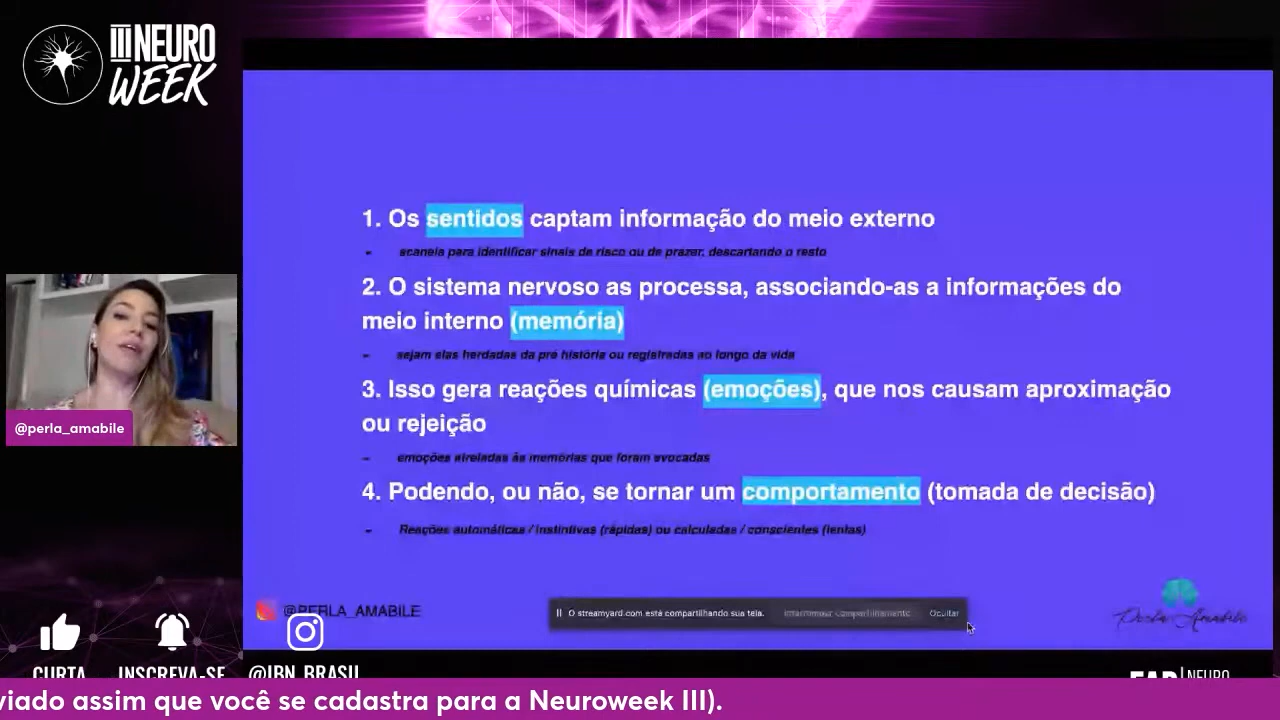 III NEURO
WEEK
1. Os sentidos captam informação do meio externo
- scaneia para identificar sinais de risco ou de prazer, descartando o resto
2. O sistema nervoso as processa, associando-as a informações do
meio interno (memória)
- sejam elas herdadas da pré história ou registradas ao longo da vida
3. Isso gera reações químicas (emoções), que nos causam aproximação
ou rejeição
- emoções atreladas às memórias que foram evocadas
4. Podendo, ou não, se tornar um comportamento (tomada de decisão)
- Reações automáticas / instintivas (rápidas) ou calculadas / conscientes (lentas)
@perla_amabile
@PERLA_AMABILE
O streamyard.com está compartilhando sua tela. Interromper compartilhamento Ocultar
Perla Amabile
CURTA
INSCREVA-SE
@IBN_BRASIL
NEURO
viado assim que você se cadastra para a Neuroweek III).